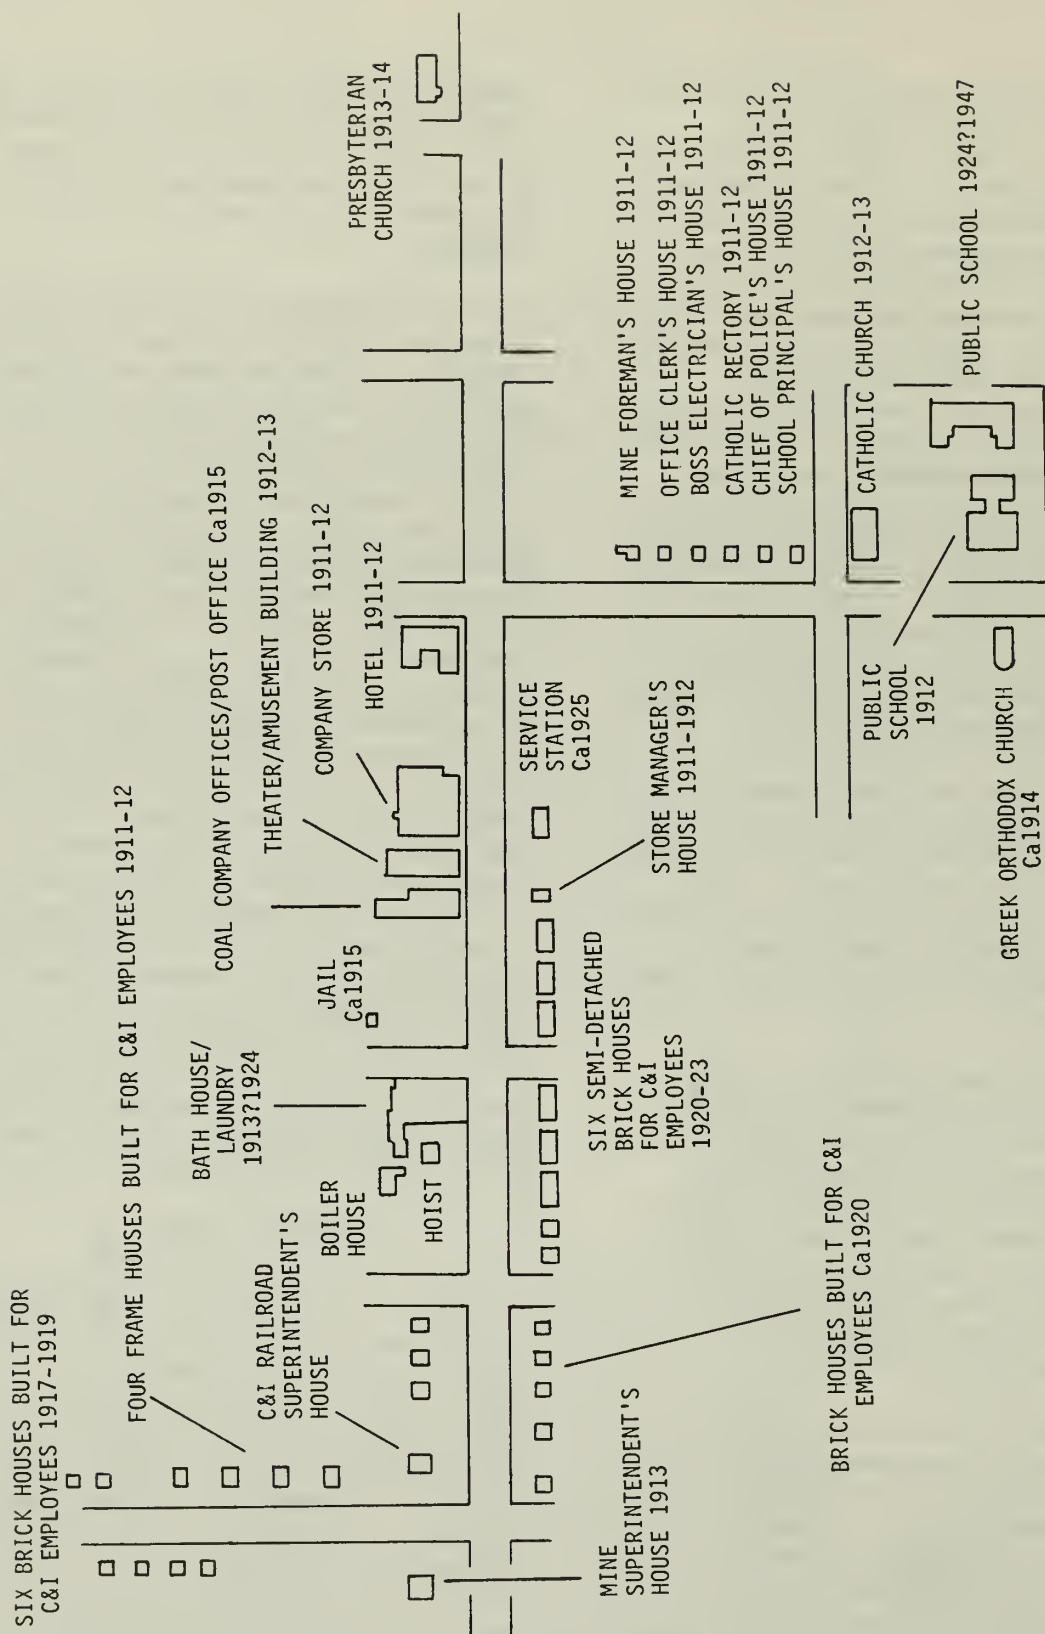 SIX BRICK HOUSES BUILT FOR
C&I EMPLOYEES 1917-1919
FOUR FRAME HOUSES BUILT FOR C&I EMPLOYEES 1911-12
COAL COMPANY OFFICES/POST OFFICE Ca1915
THEATER/AMUSEMENT BUILDING 1912-13
COMPANY STORE 1911-12
HOTEL 1911-12
PRESBYTERIAN
CHURCH 1913-14
BATH HOUSE/
LAUNDRY
1913?1924
JAIL
Ca1915
C&I RAILROAD
SUPERINTENDENT'S
HOUSE
BOILER
HOUSE
HOIST
MINE
SUPERINTENDENT'S
HOUSE 1913
BRICK HOUSES BUILT FOR C&I
EMPLOYEES Ca1920
SIX SEMI-DETACHED
BRICK HOUSES
FOR C&I
EMPLOYEES
1920-23
SERVICE
STATION
Ca1925
STORE MANAGER'S
HOUSE 1911-1912
MINE FOREMAN'S HOUSE 1911-12
OFFICE CLERK'S HOUSE 1911-12
BOSS ELECTRICIAN'S HOUSE 1911-12
CATHOLIC RECTORY 1911-12
CHIEF OF POLICE'S HOUSE 1911-12
SCHOOL PRINCIPAL'S HOUSE 1911-12
CATHOLIC CHURCH 1912-13
PUBLIC SCHOOL 1924?1947
PUBLIC
SCHOOL
1912
GREEK ORTHODOX CHURCH
Ca1914